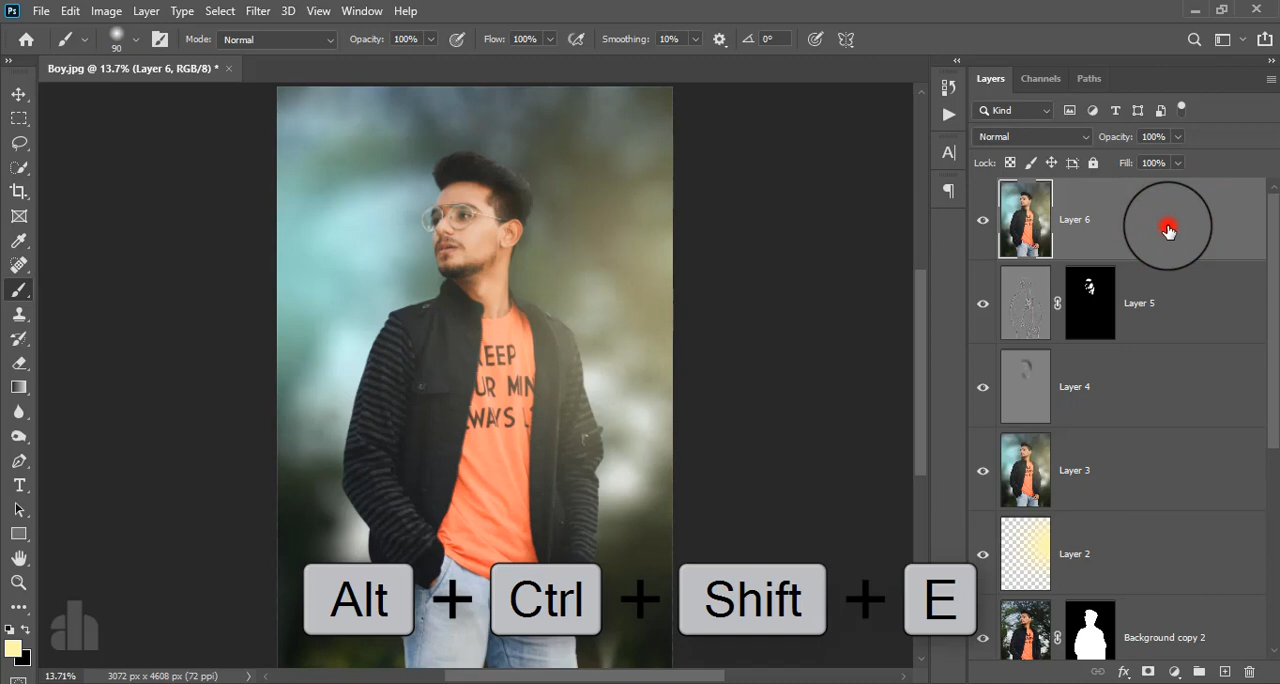 Ps File Edit Image Layer Type Select Filter 3D View Window Help
90 Mode: Normal Opacity: 100% Flow: 100% Smoothing: 10% 0°
Boy.jpg @ 13.7% (Layer 6, RGB/8) * ×
Layers Channels Paths
Kind
Normal Opacity: 100%
Lock: Fill: 100%
Layer 6
Layer 5
Layer 4
Layer 3
Layer 2
Background copy 2
KEEP
UR MIN
WAYS
Alt + Ctrl + Shift + E
ah
13.71% 3072 px x 4608 px (72 ppi)